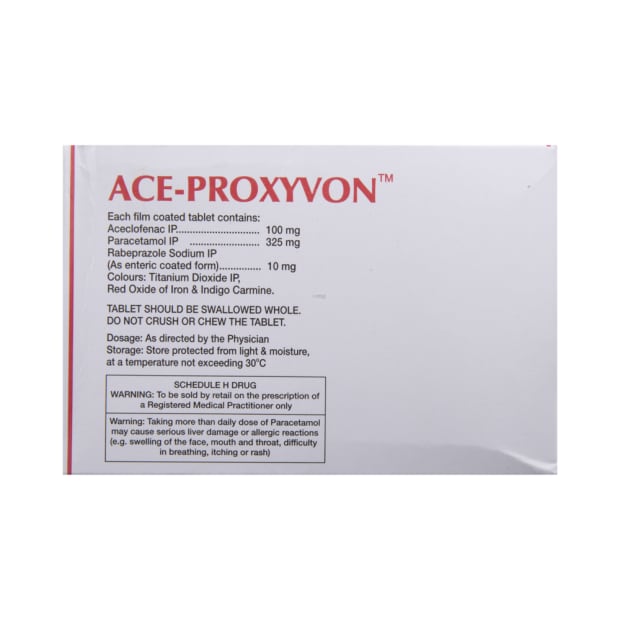 ACE-PROXYVON™
Each film coated tablet contains:
Aceclofenac IP............................. 100 mg
Paracetamol IP ........................ 325 mg
Rabeprazole Sodium IP
(As enteric coated form).............. 10 mg
Colours: Titanium Dioxide IP,
Red Oxide of Iron & Indigo Carmine.
TABLET SHOULD BE SWALLOWED WHOLE.
DO NOT CRUSH OR CHEW THE TABLET.
Dosage: As directed by the Physician
Storage: Store protected from light & moisture,
at a temperature not exceeding 30°C
SCHEDULE H DRUG
WARNING: To be sold by retail on the prescription of
a Registered Medical Practitioner only
Warning: Taking more than daily dose of Paracetamol
may cause serious liver damage or allergic reactions
(e.g. swelling of the face, mouth and throat, difficulty
in breathing, itching or rash)